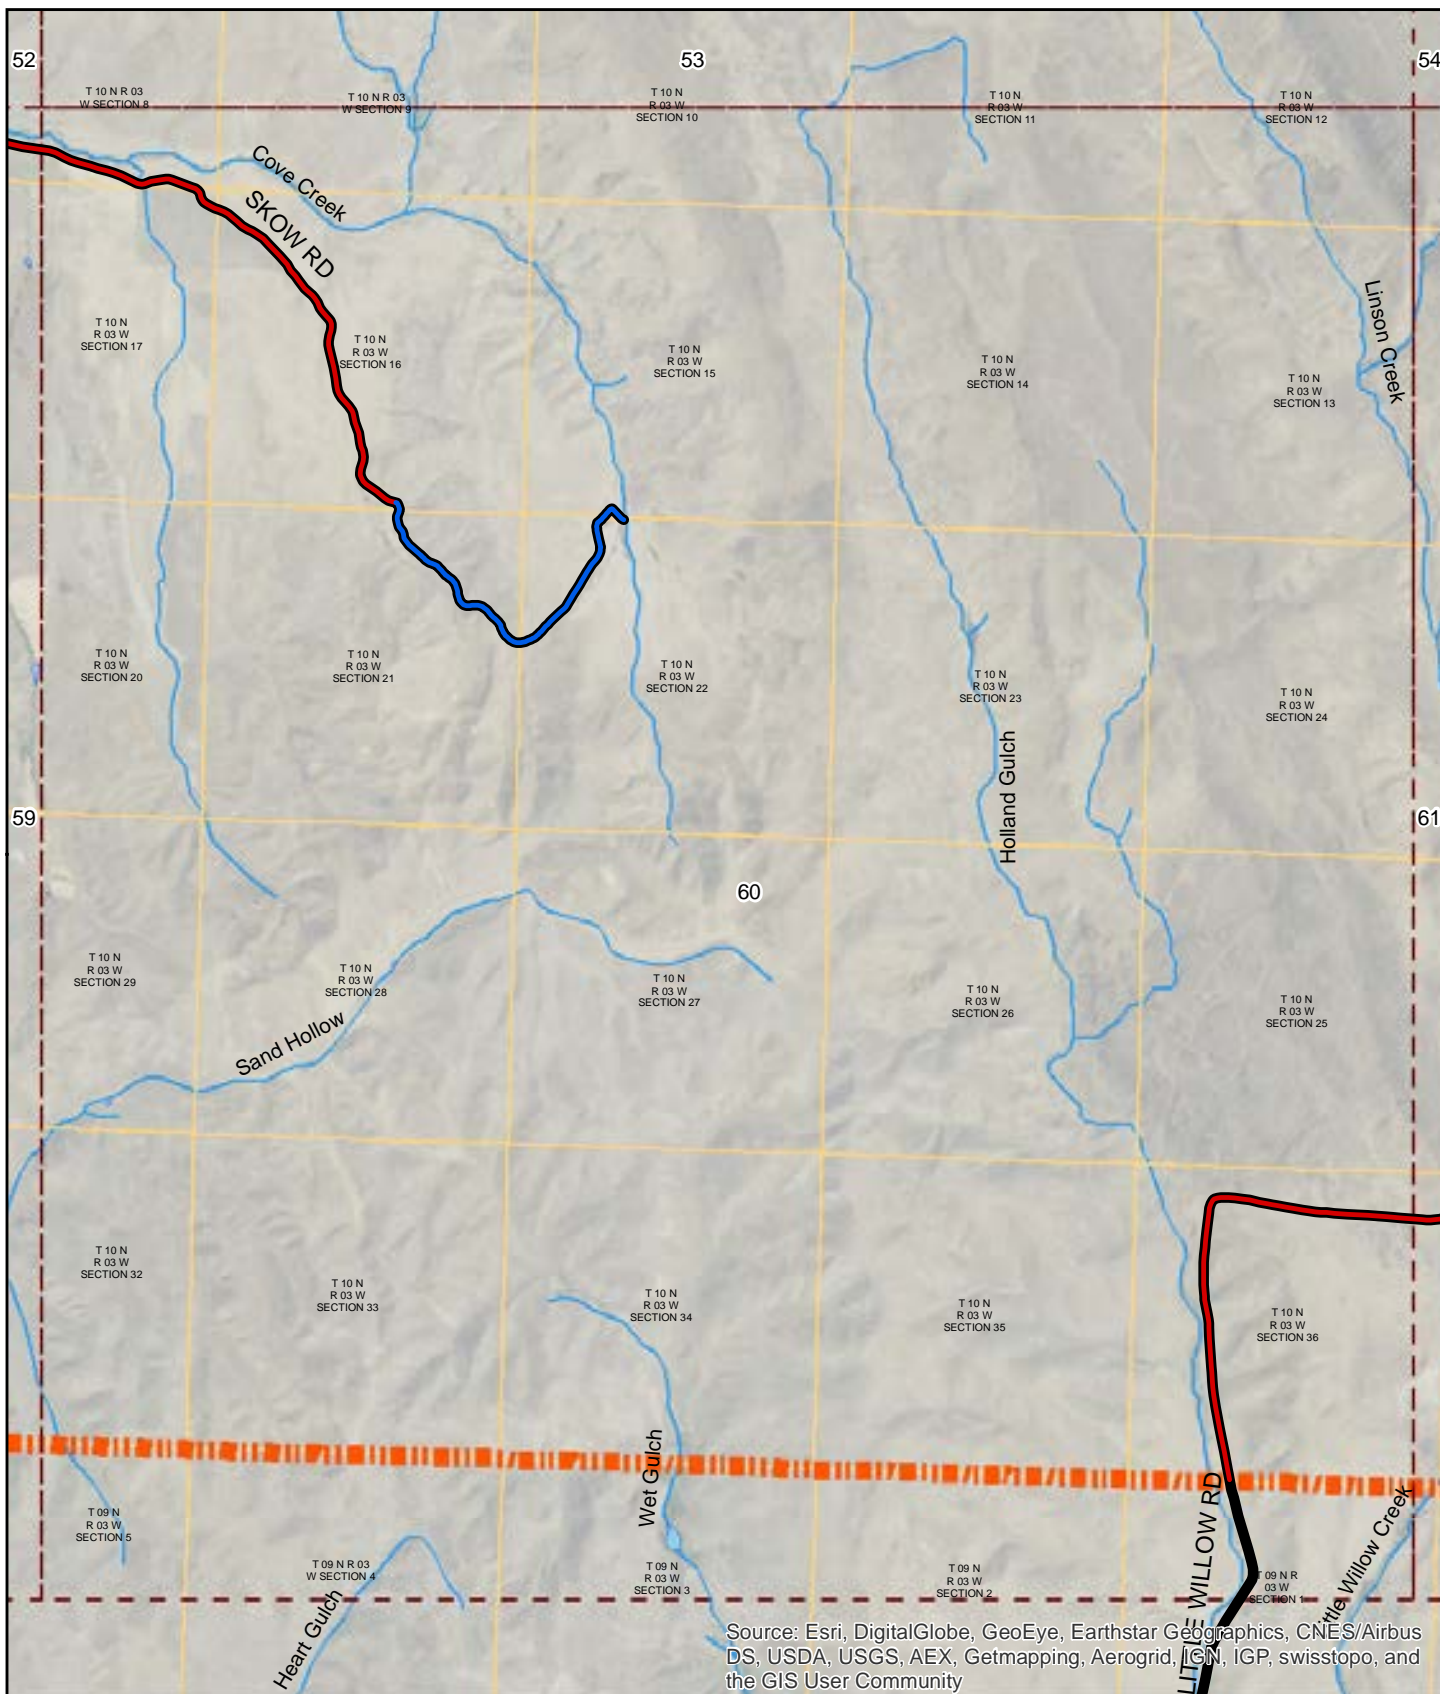 52
53
54
T 10 N R 03
W SECTION 8
T 10 N R 03
W SECTION 9
T 10 N
R 03 W
SECTION 10
T 10 N
R 03 W
SECTION 11
T 10 N
R 03 W
SECTION 12
Cove Creek
SKOW RD
Linson Creek
T 10 N
R 03 W
SECTION 17
T 10 N
R 03 W
SECTION 16
T 10 N
R 03 W
SECTION 15
T 10 N
R 03 W
SECTION 14
T 10 N
R 03 W
SECTION 13
T 10 N
R 03 W
SECTION 20
T 10 N
R 03 W
SECTION 21
T 10 N
R 03 W
SECTION 22
T 10 N
R 03 W
SECTION 23
T 10 N
R 03 W
SECTION 24
Holland Gulch
59
60
61
T 10 N
R 03 W
SECTION 29
T 10 N
R 03 W
SECTION 28
T 10 N
R 03 W
SECTION 27
T 10 N
R 03 W
SECTION 26
T 10 N
R 03 W
SECTION 25
Sand Hollow
T 10 N
R 03 W
SECTION 32
T 10 N
R 03 W
SECTION 33
T 10 N
R 03 W
SECTION 34
T 10 N
R 03 W
SECTION 35
T 10 N
R 03 W
SECTION 36
Wet Gulch
LITTLE WILLOW RD
Little Willow Creek
T 09 N
R 03 W
SECTION 5
T 09 N R 03
W SECTION 4
T 09 N
R 03 W
SECTION 3
T 09 N
R 03 W
SECTION 2
T 09 N R
03 W
SECTION 1
Heart Gulch
Source: Esri, DigitalGlobe, GeoEye, Earthstar Geographics, CNES/Airbus
DS, USDA, USGS, AEX, Getmapping, Aerogrid, IGN, IGP, swisstopo, and
the GIS User Community